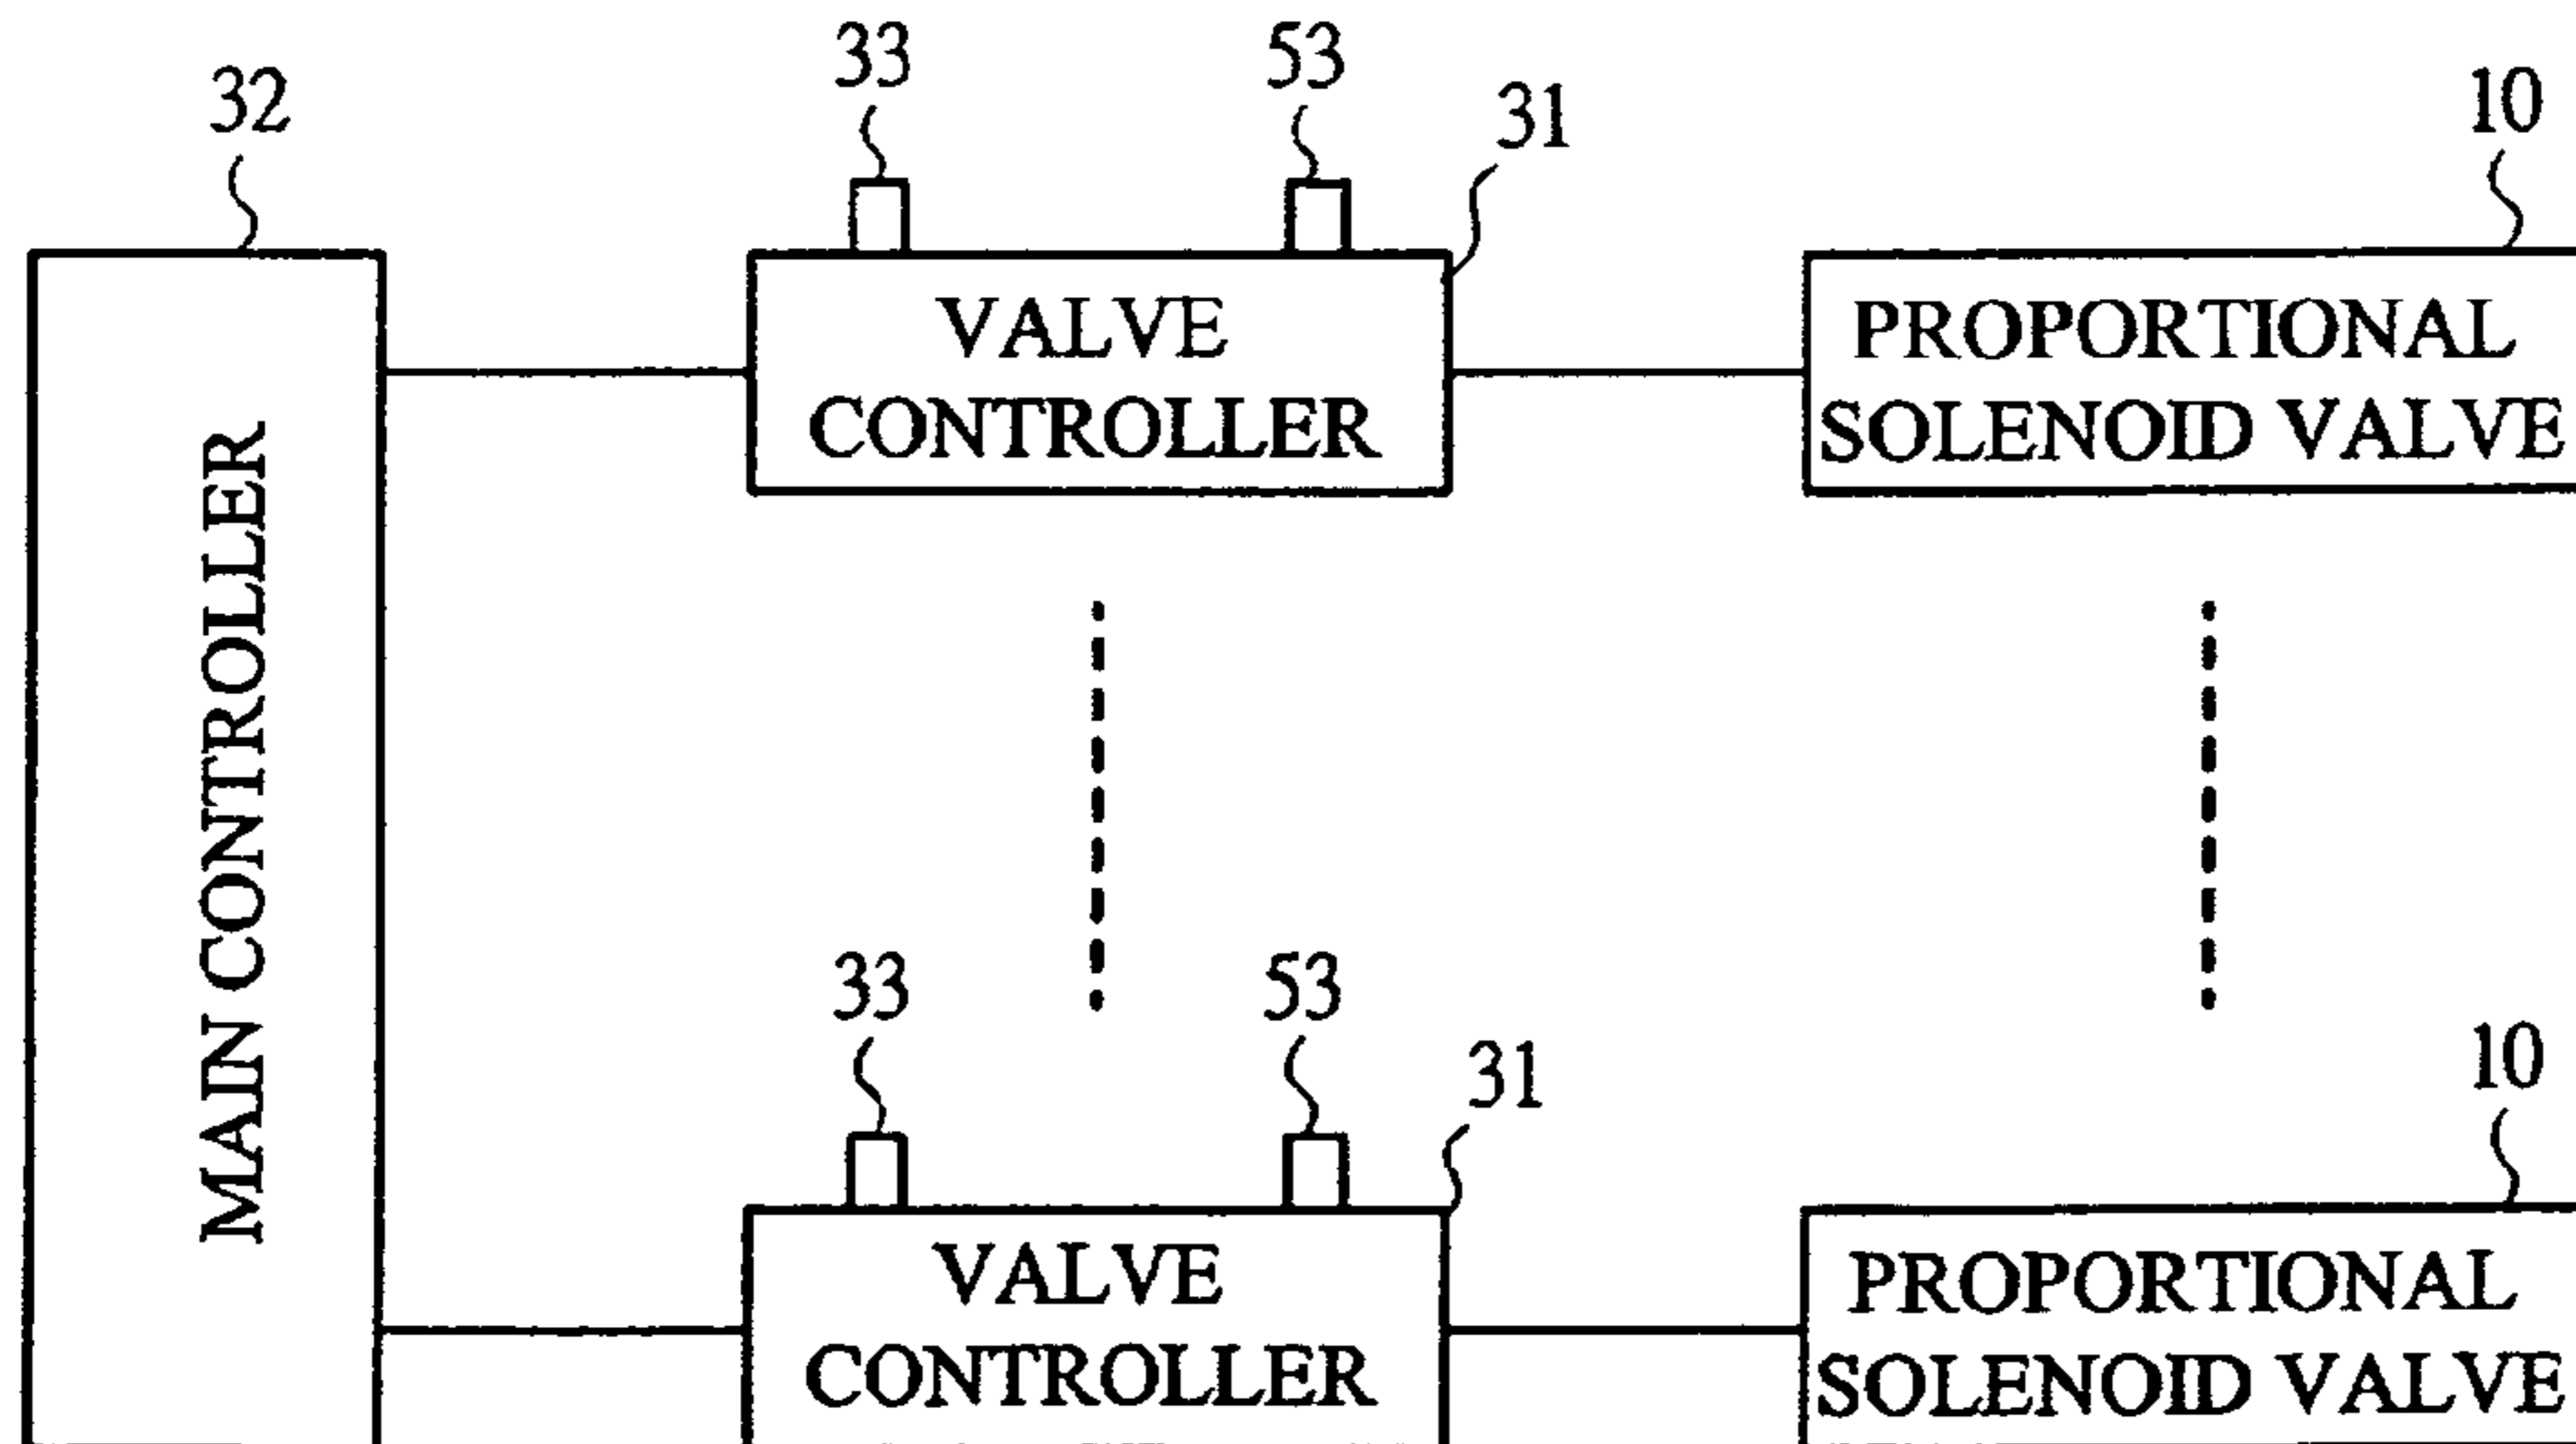 33
53
32
31
10
VALVE
CONTROLLER
PROPORTIONAL
SOLENOID VALVE
MAIN CONTROLLER
33
53
31
10
VALVE
CONTROLLER
PROPORTIONAL
SOLENOID VALVE